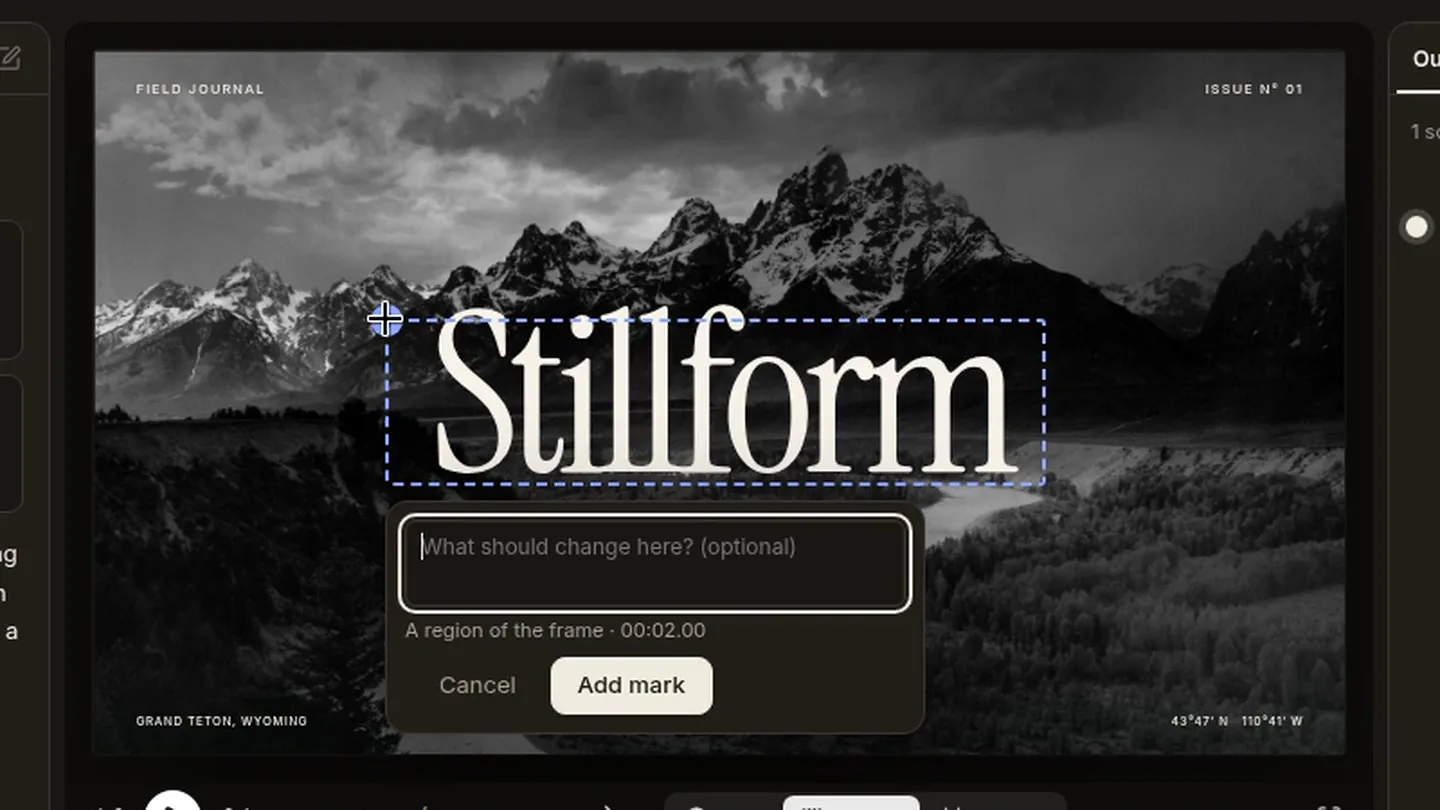 FIELD JOURNAL
ISSUE Nº 01
Stillform
What should change here? (optional)
A region of the frame · 00:02.00
Cancel
Add mark
GRAND TETON, WYOMING
43°47' N 110°41' W